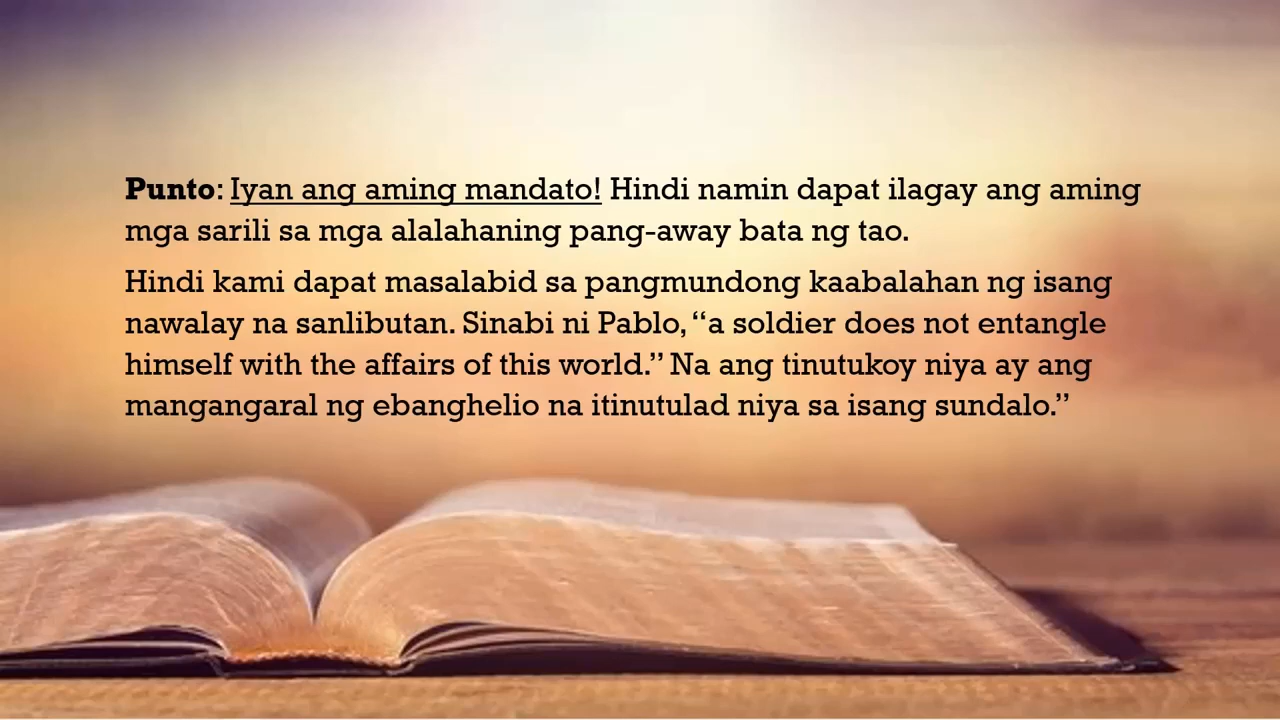 Punto: Iyan ang aming mandato! Hindi namin dapat ilagay ang aming
mga sarili sa mga alalahaning pang-away bata ng tao.
Hindi kami dapat masalabid sa pangmundong kaabalahan ng isang
nawalay na sanlibutan. Sinabi ni Pablo, “a soldier does not entangle
himself with the affairs of this world.” Na ang tinutukoy niya ay ang
mangangaral ng ebanghelio na itinutulad niya sa isang sundalo.”